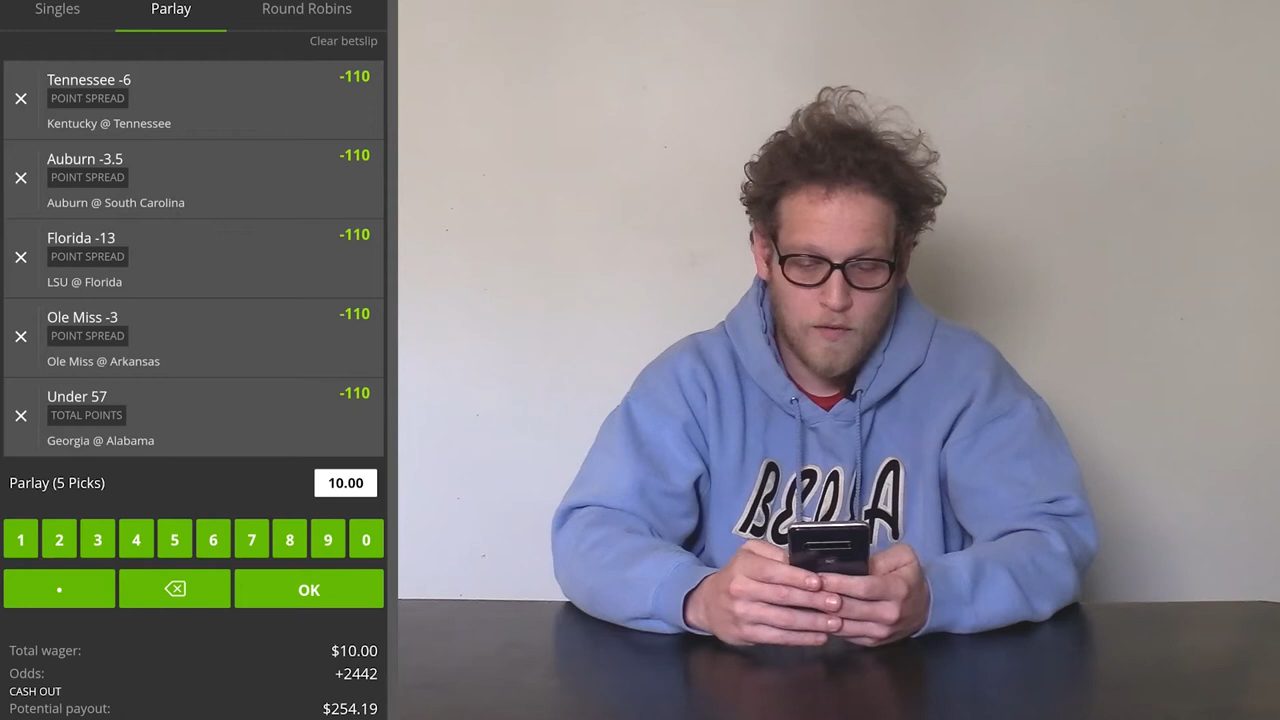 Singles Parlay Round Robins
Clear betslip
Tennessee -6 -110
POINT SPREAD
Kentucky @ Tennessee
Auburn -3.5 -110
POINT SPREAD
Auburn @ South Carolina
Florida -13 -110
POINT SPREAD
LSU @ Florida
Ole Miss -3 -110
POINT SPREAD
Ole Miss @ Arkansas
Under 57 -110
TOTAL POINTS
Georgia @ Alabama
Parlay (5 Picks) 10.00
1 2 3 4 5 6 7 8 9 0
. OK
Total wager: $10.00
Odds: +2442
CASH OUT
Potential payout: $254.19